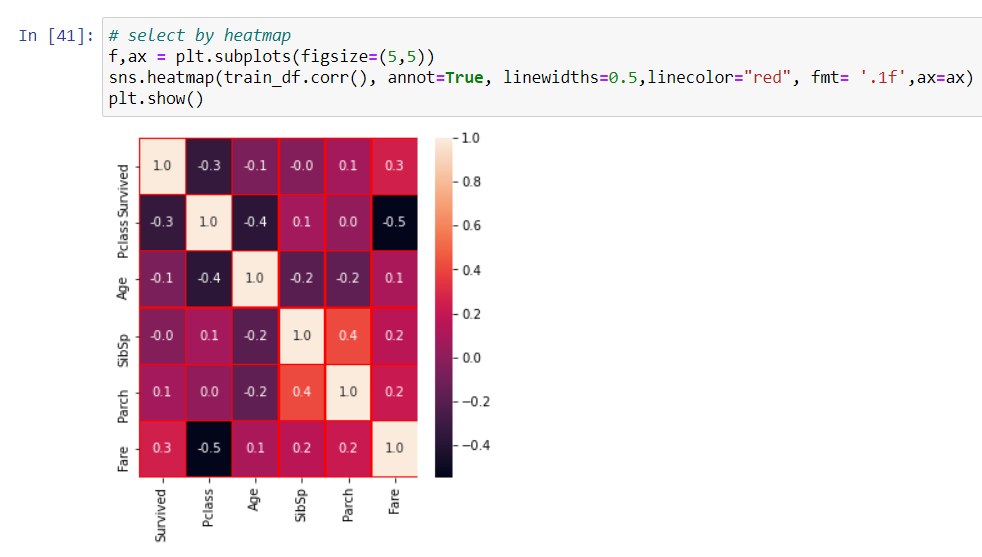 In [41]: # select by heatmap
f,ax = plt.subplots(figsize=(5,5))
sns.heatmap(train_df.corr(), annot=True, linewidths=0.5,linecolor="red", fmt= '.1f',ax=ax)
plt.show()
Survived 1.0 -0.3 -0.1 -0.0 0.1 0.3
Pclass -0.3 1.0 -0.4 0.1 0.0 -0.5
Age -0.1 -0.4 1.0 -0.2 -0.2 0.1
SibSp -0.0 0.1 -0.2 1.0 0.4 0.2
Parch 0.1 0.0 -0.2 0.4 1.0 0.2
Fare 0.3 -0.5 0.1 0.2 0.2 1.0
Survived Pclass Age SibSp Parch Fare
1.0
0.8
0.6
0.4
0.2
0.0
−0.2
−0.4